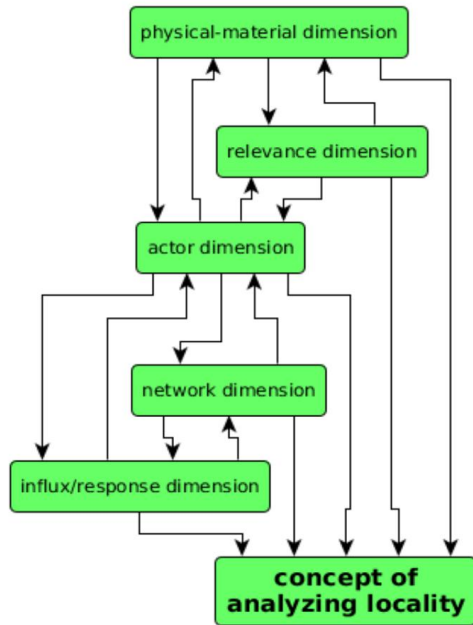 physical-material dimension
relevance dimension
actor dimension
network dimension
influx/response dimension
concept of
analyzing locality